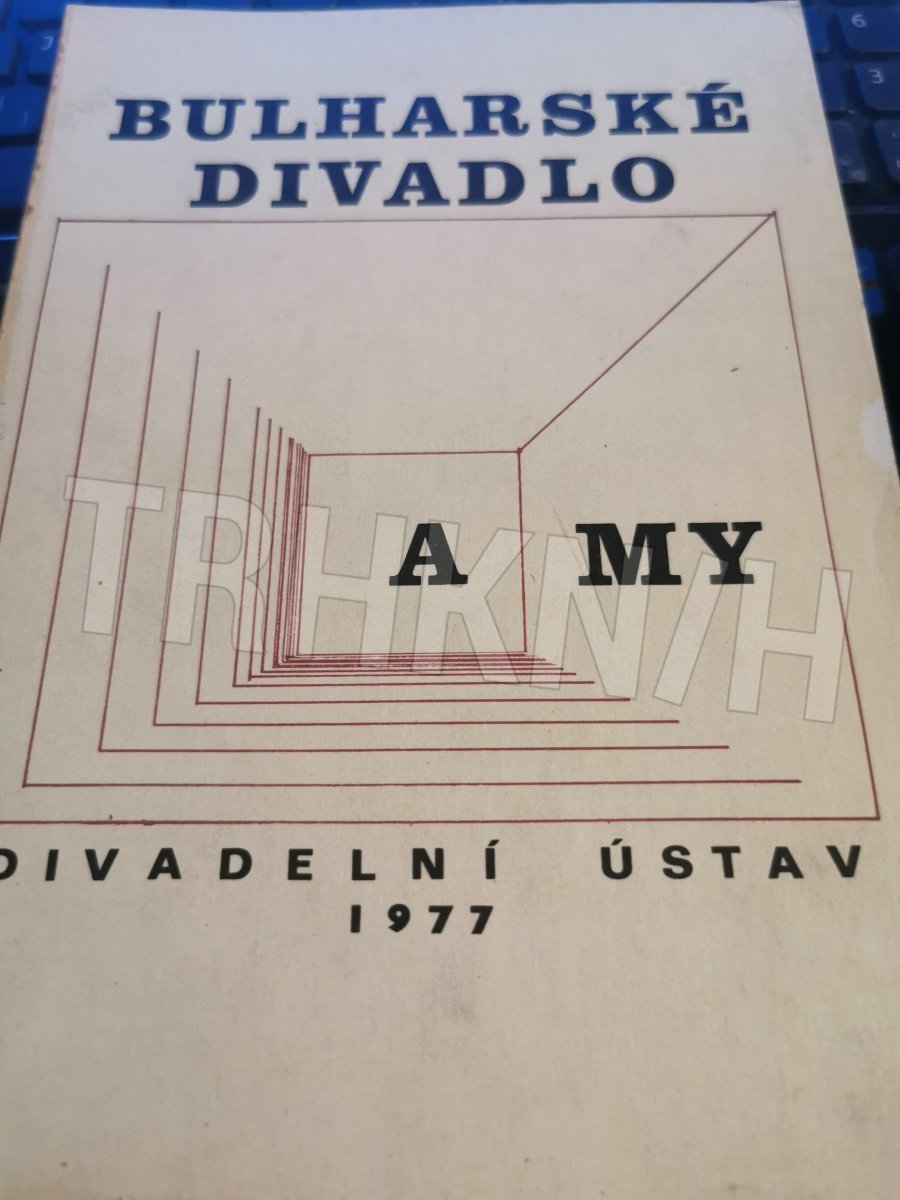 BULHARSKÉ
DIVADLO
A MY
TRHKNIH
DIVADELNÍ ÚSTAV
1977